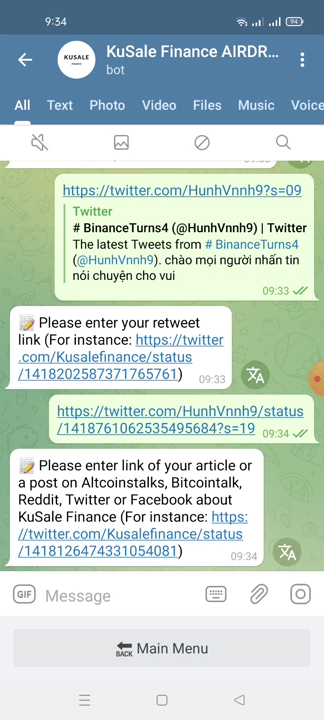 9:34
94
KUSALE
KuSale Finance AIRDR...
bot
All Text Photo Video Files Music Voice
https://twitter.com/HunhVnnh9?s=09
Twitter
# BinanceTurns4 (@HunhVnnh9) | Twitter
The latest Tweets from # BinanceTurns4
(@HunhVnnh9). chào mọi người nhấn tin
nói chuyện cho vui
09:33
📝 Please enter your retweet
link (For instance: https://twitter
.com/Kusalefinance/status
/1418202587371765761)
09:33
https://twitter.com/HunhVnnh9/status
/1418761062535495684?s=19
09:34
📝 Please enter link of your article or
a post on Altcoinstalks, Bitcointalk,
Reddit, Twitter or Facebook about
KuSale Finance (For instance: https:
//twitter.com/Kusalefinance/status
/1418126474331054081)
09:34
GIF Message
BACK Main Menu